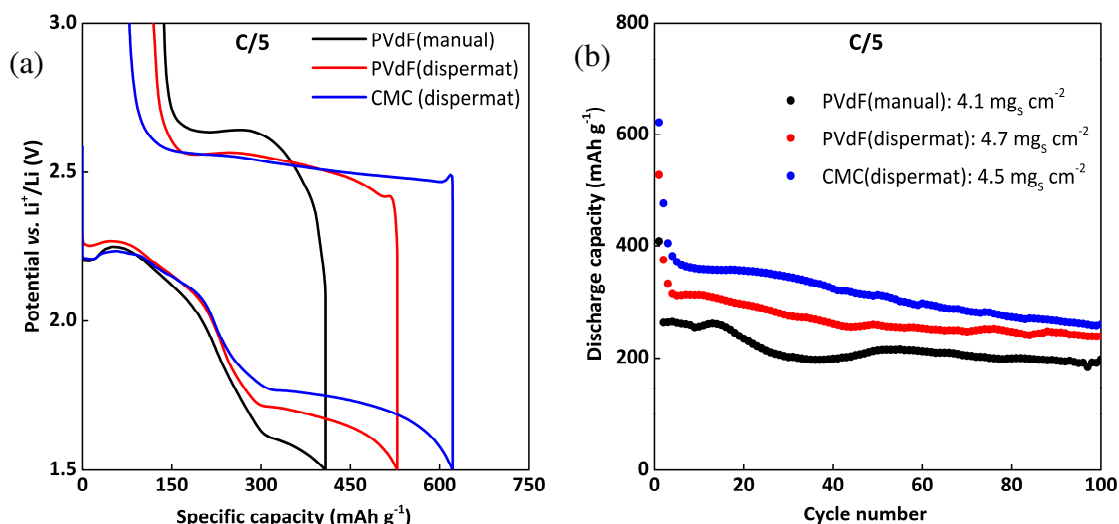 (a)
C/5
PVdF(manual)
PVdF(dispermat)
CMC (dispermat)
3.0
2.5
2.0
1.5
Potential vs. Li⁺/Li (V)
0 150 300 450 600 750
Specific capacity (mAh g⁻¹)
(b)
C/5
PVdF(manual): 4.1 mgₛ cm⁻²
PVdF(dispermat): 4.7 mgₛ cm⁻²
CMC(dispermat): 4.5 mgₛ cm⁻²
800
600
400
200
0
Discharge capacity (mAh g⁻¹)
0 20 40 60 80 100
Cycle number